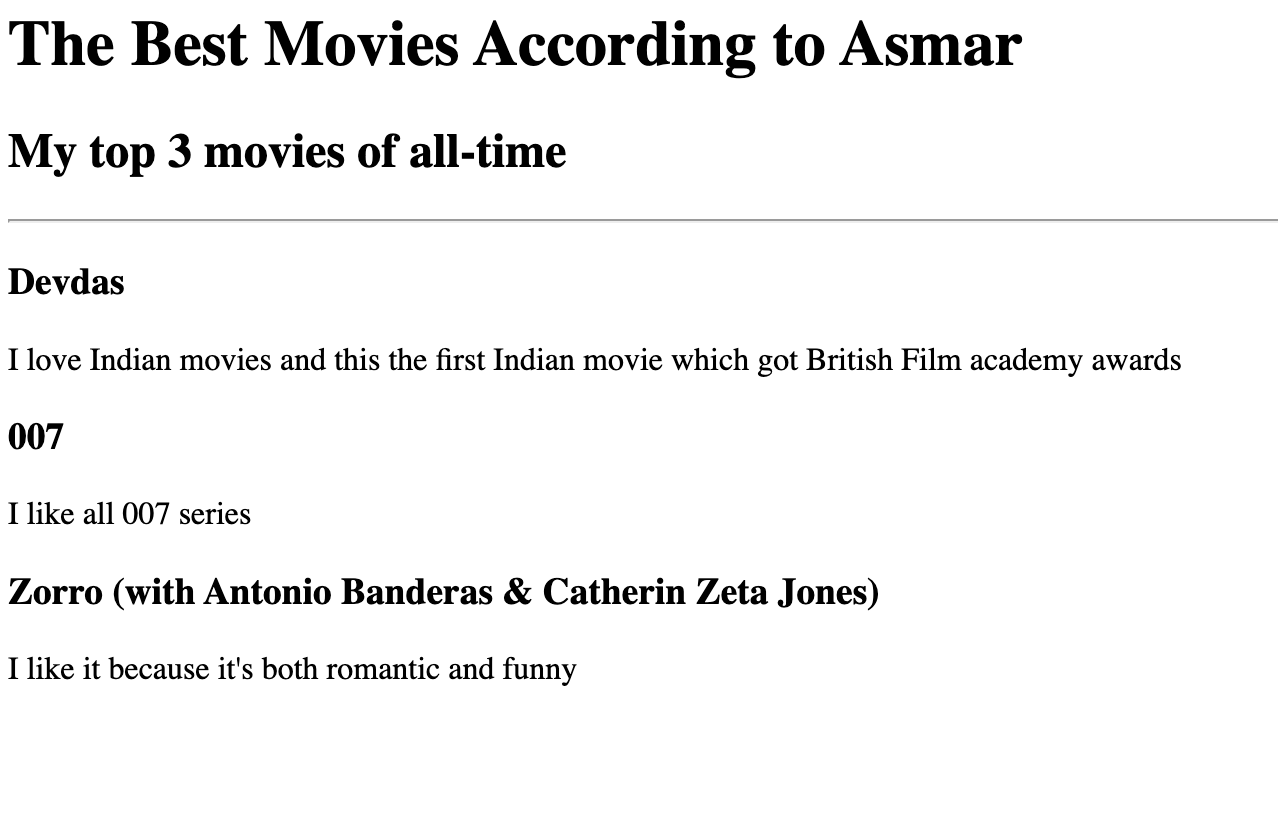 The Best Movies According to Asmar
My top 3 movies of all-time
Devdas
I love Indian movies and this the first Indian movie which got British Film academy awards
007
I like all 007 series
Zorro (with Antonio Banderas & Catherin Zeta Jones)
I like it because it's both romantic and funny